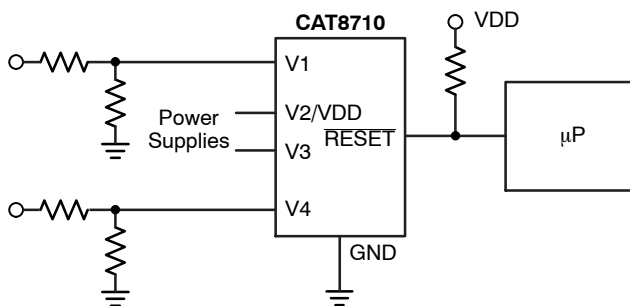 CAT8710
VDD
V1
Power
Supplies
V2/VDD
RESET
V3
μP
V4
GND